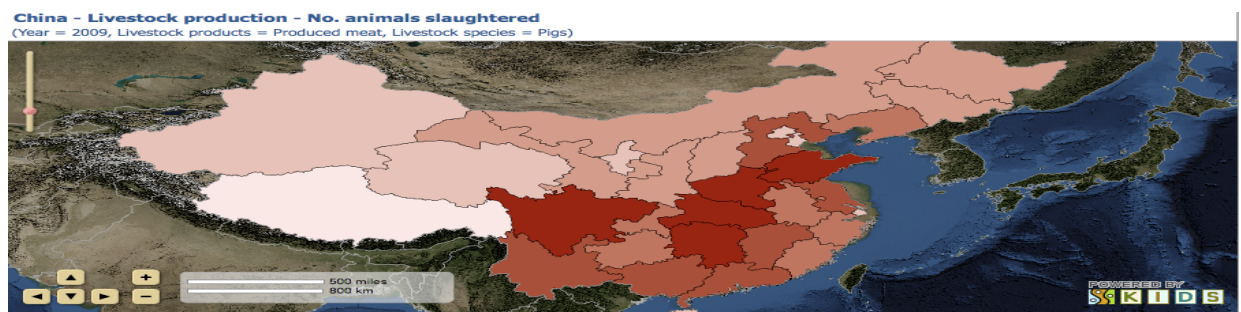 China - Livestock production - No. animals slaughtered
(Year = 2009, Livestock products = Produced meat, Livestock species = Pigs)
500 miles
800 km
POWERED BY
KIDS